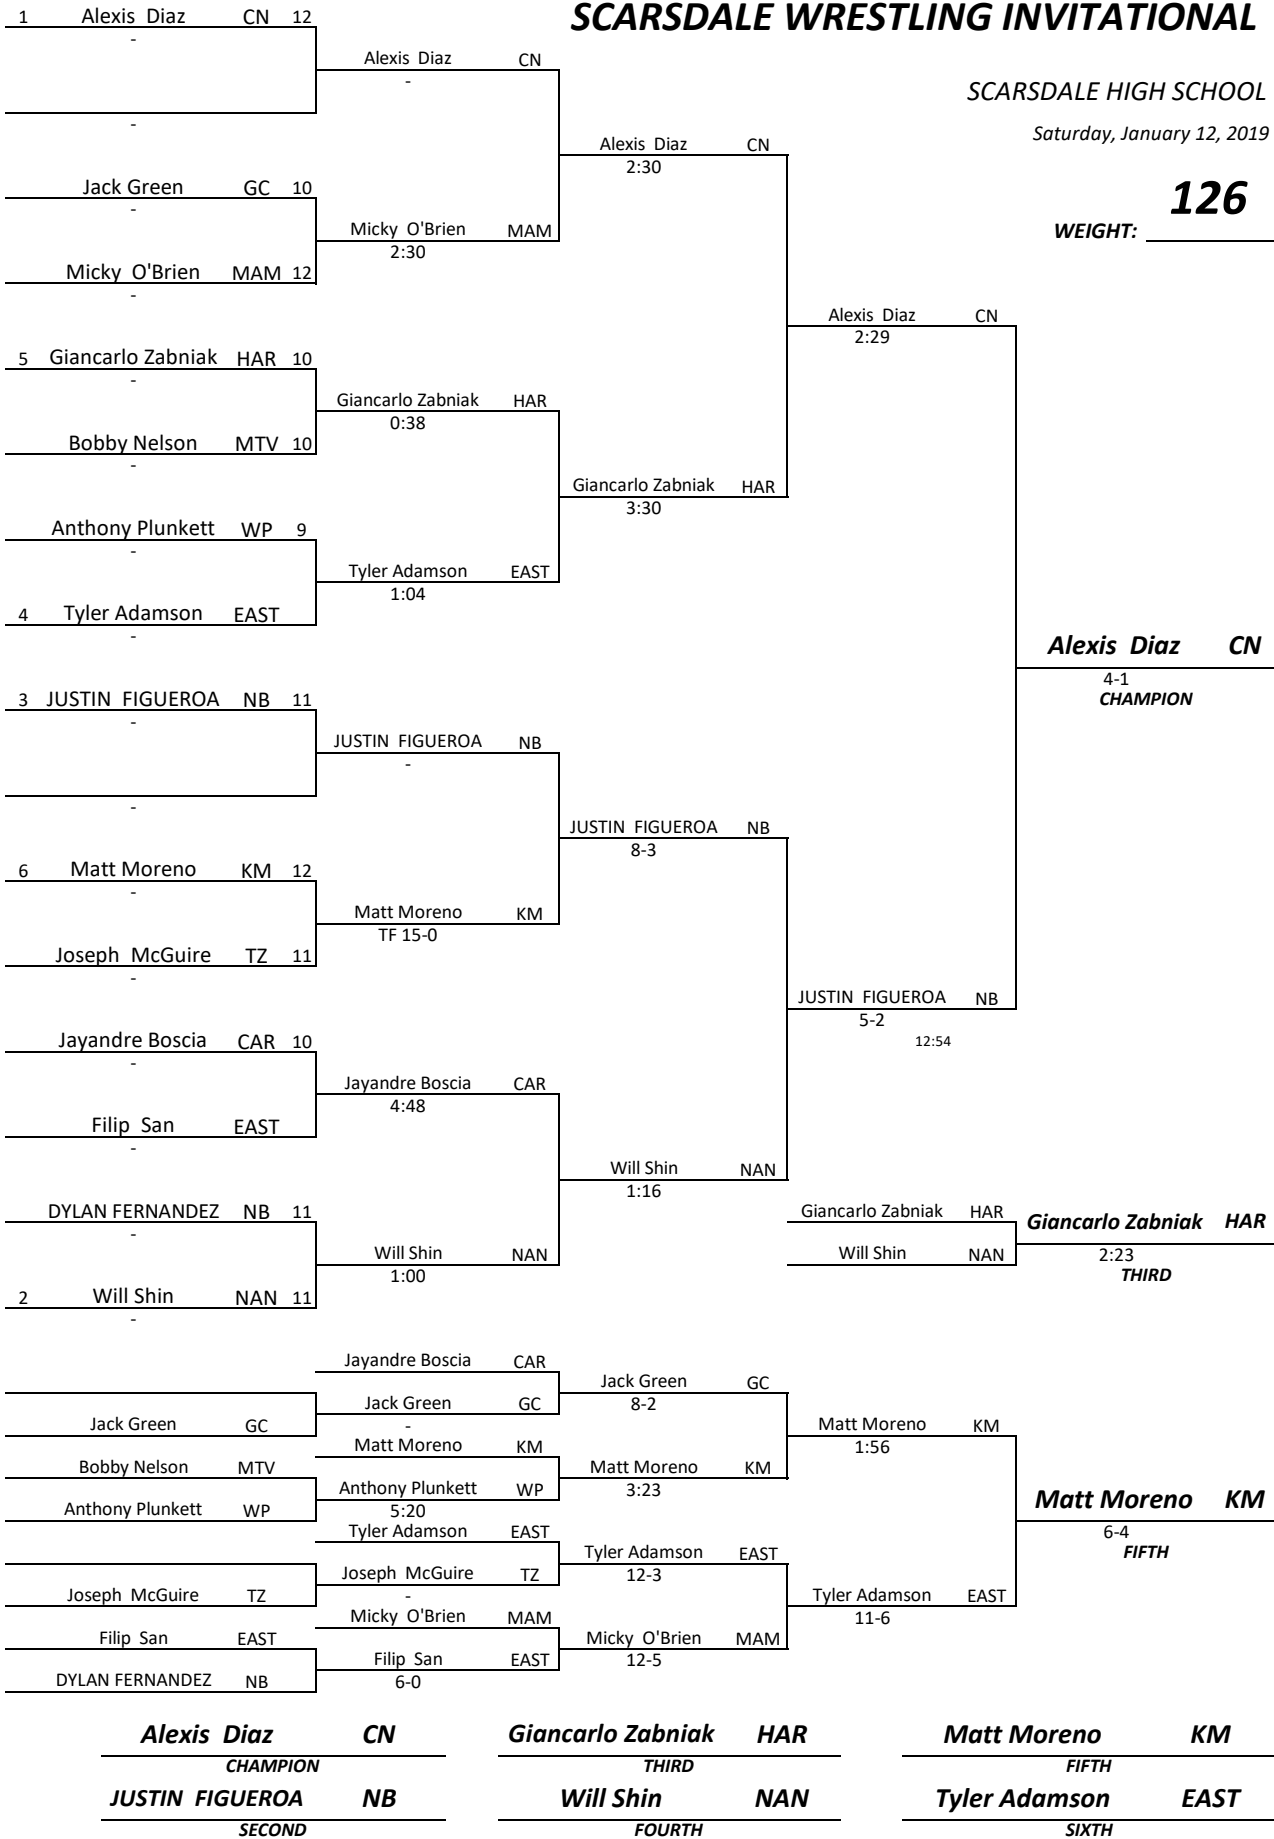 SCARSDALE WRESTLING INVITATIONAL
1 Alexis Diaz CN 12
-
Alexis Diaz CN
-
SCARSDALE HIGH SCHOOL
-
Saturday, January 12, 2019
Alexis Diaz CN
2:30
126
WEIGHT:
Jack Green GC 10
-
Micky O'Brien MAM
2:30
Micky O'Brien MAM 12
-
Alexis Diaz CN
2:29
5 Giancarlo Zabniak HAR 10
-
Giancarlo Zabniak HAR
0:38
Bobby Nelson MTV 10
-
Giancarlo Zabniak HAR
3:30
Anthony Plunkett WP 9
-
Tyler Adamson EAST
1:04
4 Tyler Adamson EAST
-
Alexis Diaz CN
4-1
CHAMPION
3 JUSTIN FIGUEROA NB 11
-
JUSTIN FIGUEROA NB
-
-
JUSTIN FIGUEROA NB
8-3
6 Matt Moreno KM 12
-
Matt Moreno KM
TF 15-0
Joseph McGuire TZ 11
-
JUSTIN FIGUEROA NB
5-2
12:54
Jayandre Boscia CAR 10
-
Jayandre Boscia CAR
4:48
Filip San EAST
-
Will Shin NAN
1:16
DYLAN FERNANDEZ NB 11
-
Giancarlo Zabniak HAR
Giancarlo Zabniak HAR
2:23
THIRD
Will Shin NAN
1:00
Will Shin NAN
2 Will Shin NAN 11
-
Jayandre Boscia CAR
Jack Green GC
8-2
Jack Green GC
-
Jack Green GC
Matt Moreno KM
1:56
Matt Moreno KM
Bobby Nelson MTV
Matt Moreno KM
3:23
Anthony Plunkett WP
5:20
Anthony Plunkett WP
Matt Moreno KM
6-4
FIFTH
Tyler Adamson EAST
Tyler Adamson EAST
12-3
Joseph McGuire TZ
-
Joseph McGuire TZ
Tyler Adamson EAST
11-6
Micky O'Brien MAM
Filip San EAST
Micky O'Brien MAM
12-5
Filip San EAST
6-0
DYLAN FERNANDEZ NB
Alexis Diaz CN Giancarlo Zabniak HAR Matt Moreno KM
CHAMPION THIRD FIFTH
JUSTIN FIGUEROA NB Will Shin NAN Tyler Adamson EAST
SECOND FOURTH SIXTH